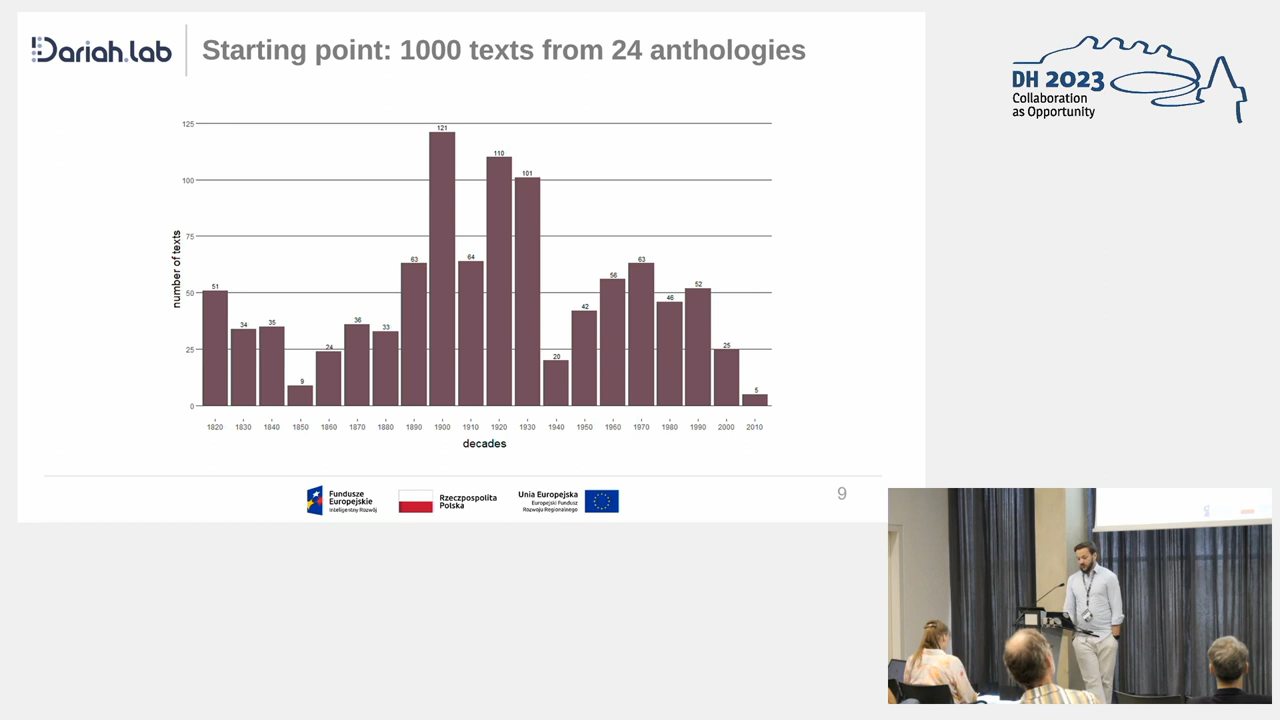 Dariah.lab
Starting point: 1000 texts from 24 anthologies
DH 2023
Collaboration
as Opportunity
number of texts
125
100
75
50
25
0
51
34
35
9
24
36
33
63
121
64
110
101
20
42
56
63
46
52
25
5
1820 1830 1840 1850 1860 1870 1880 1890 1900 1910 1920 1930 1940 1950 1960 1970 1980 1990 2000 2010
decades
Fundusze
Europejskie
Inteligentny Rozwój
Rzeczpospolita
Polska
Unia Europejska
Europejski Fundusz
Rozwoju Regionalnego
9